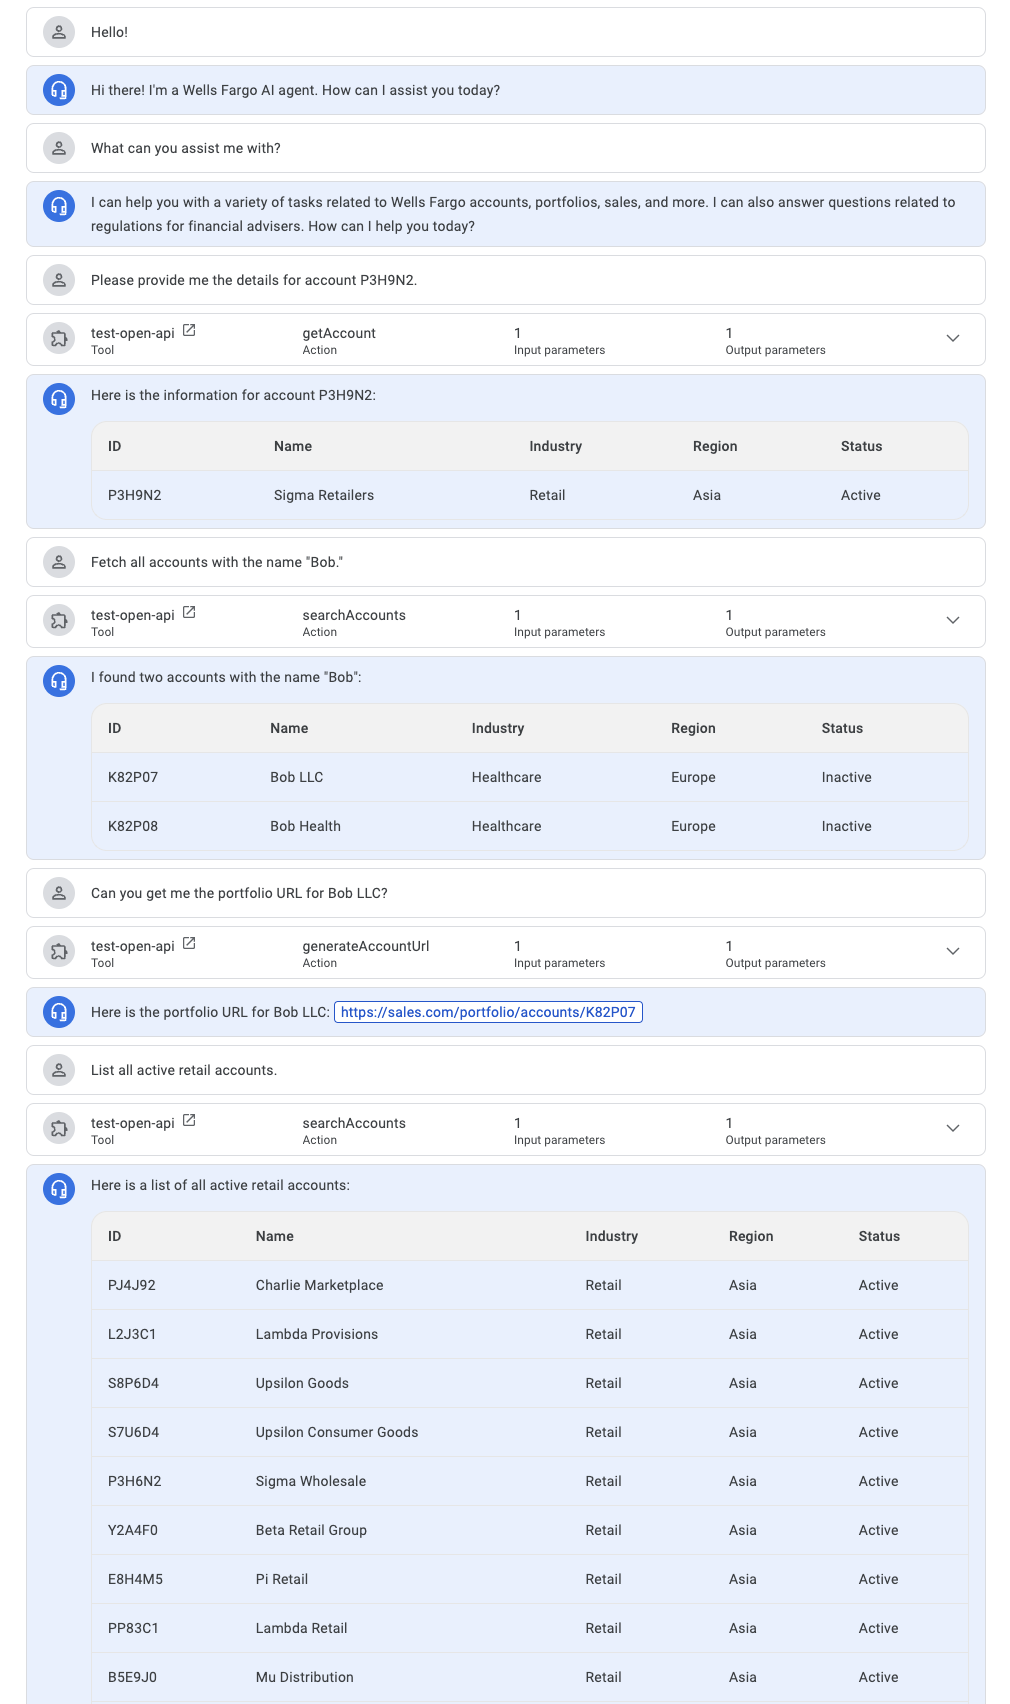 Hello!
Hi there! I'm a Wells Fargo AI agent. How can I assist you today?
What can you assist me with?
I can help you with a variety of tasks related to Wells Fargo accounts, portfolios, sales, and more. I can also answer questions related to
regulations for financial advisers. How can I help you today?
Please provide me the details for account P3H9N2.
test-open-api getAccount 1 1
Tool Action Input parameters Output parameters
Here is the information for account P3H9N2:
ID Name Industry Region Status
P3H9N2 Sigma Retailers Retail Asia Active
Fetch all accounts with the name "Bob."
test-open-api searchAccounts 1 1
Tool Action Input parameters Output parameters
I found two accounts with the name "Bob":
ID Name Industry Region Status
K82P07 Bob LLC Healthcare Europe Inactive
K82P08 Bob Health Healthcare Europe Inactive
Can you get me the portfolio URL for Bob LLC?
test-open-api generateAccountUrl 1 1
Tool Action Input parameters Output parameters
Here is the portfolio URL for Bob LLC: https://sales.com/portfolio/accounts/K82P07
List all active retail accounts.
test-open-api searchAccounts 1 1
Tool Action Input parameters Output parameters
Here is a list of all active retail accounts:
ID Name Industry Region Status
PJ4J92 Charlie Marketplace Retail Asia Active
L2J3C1 Lambda Provisions Retail Asia Active
S8P6D4 Upsilon Goods Retail Asia Active
S7U6D4 Upsilon Consumer Goods Retail Asia Active
P3H6N2 Sigma Wholesale Retail Asia Active
Y2A4F0 Beta Retail Group Retail Asia Active
E8H4M5 Pi Retail Retail Asia Active
PP83C1 Lambda Retail Retail Asia Active
B5E9J0 Mu Distribution Retail Asia Active